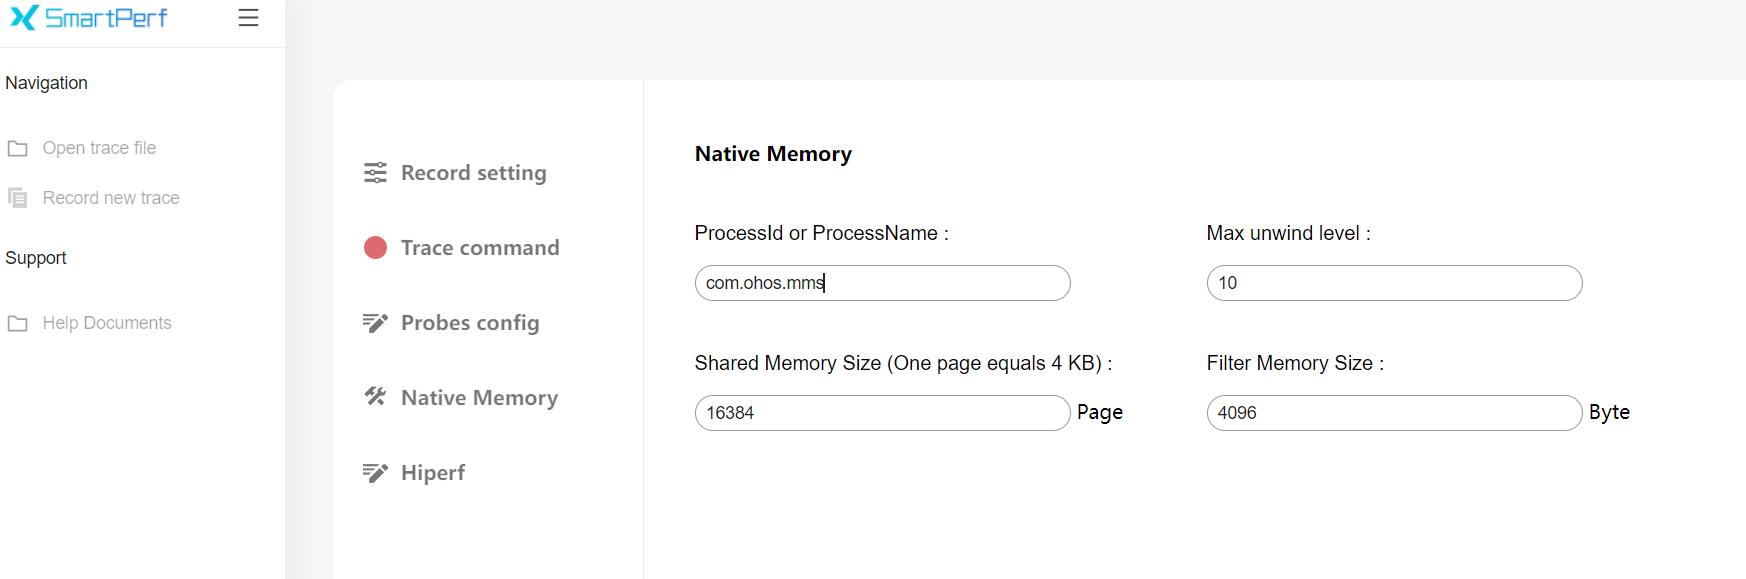 SmartPerf
Navigation
Open trace file
Record new trace
Support
Help Documents
Record setting
Trace command
Probes config
Native Memory
Hiperf
Native Memory
ProcessId or ProcessName :
com.ohos.mms
Max unwind level :
10
Shared Memory Size (One page equals 4 KB) :
16384 Page
Filter Memory Size :
4096 Byte